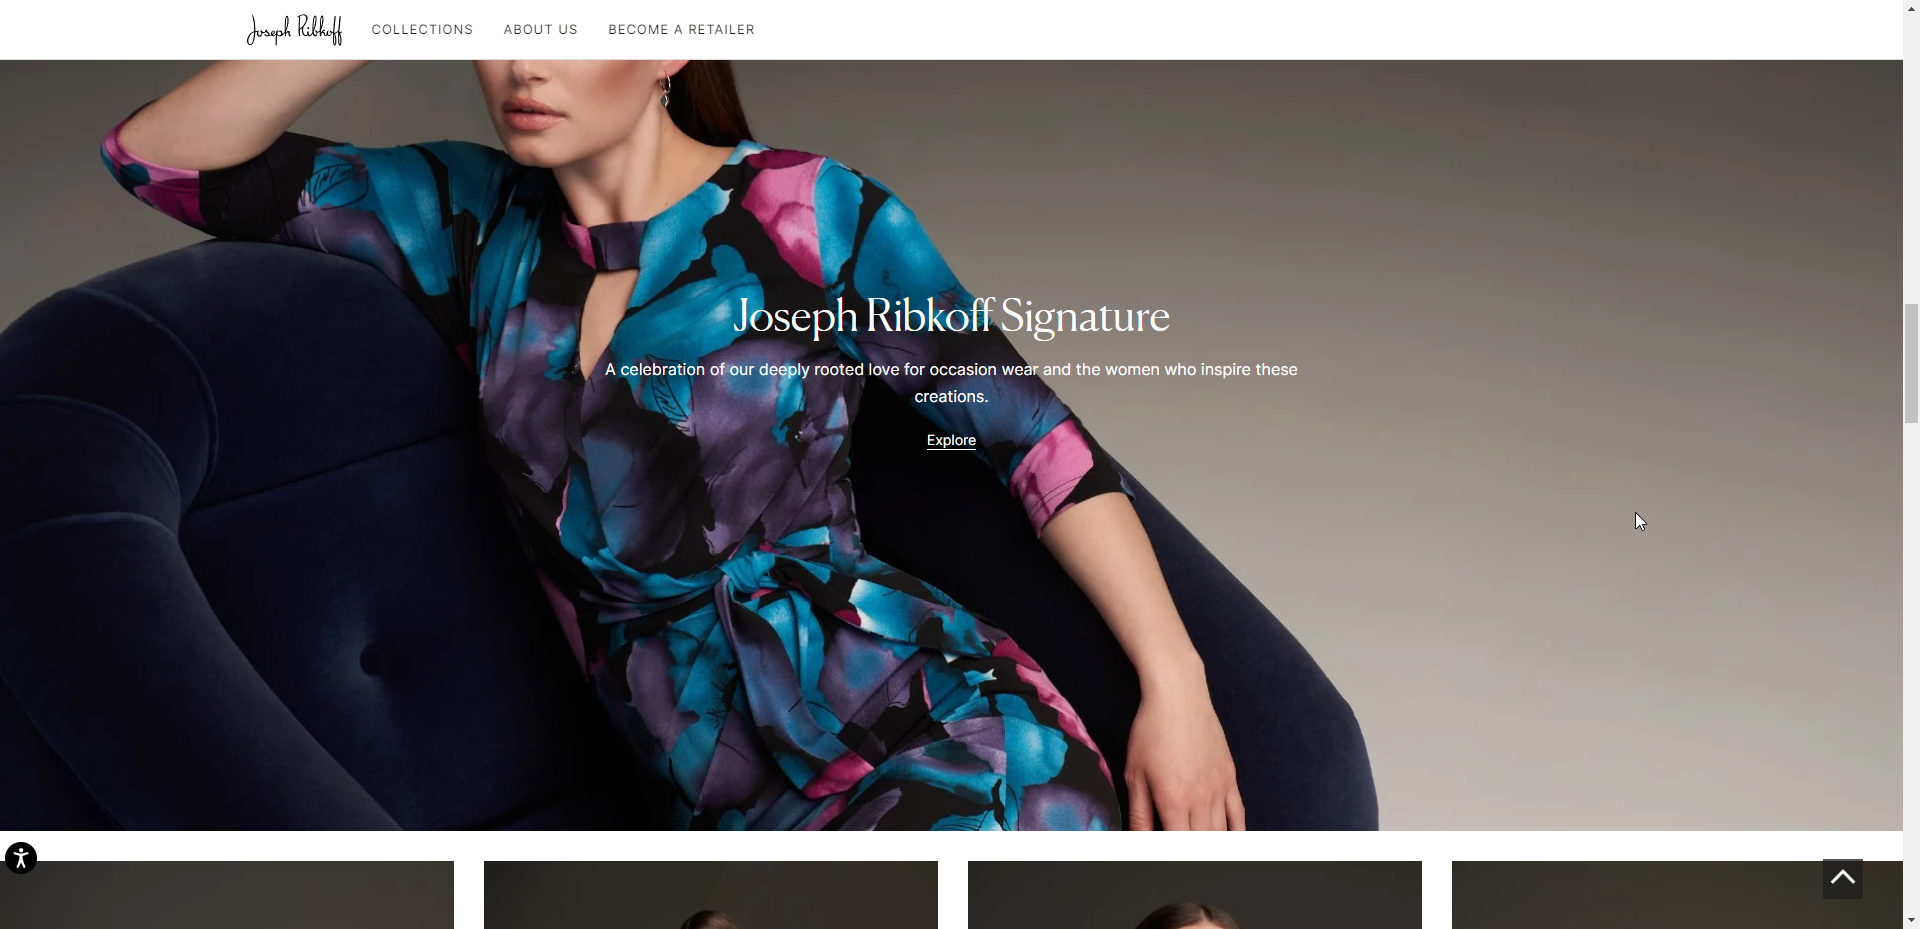 Joseph Ribkoff
COLLECTIONS
ABOUT US
BECOME A RETAILER
Joseph Ribkoff Signature
A celebration of our deeply rooted love for occasion wear and the women who inspire these
creations.
Explore